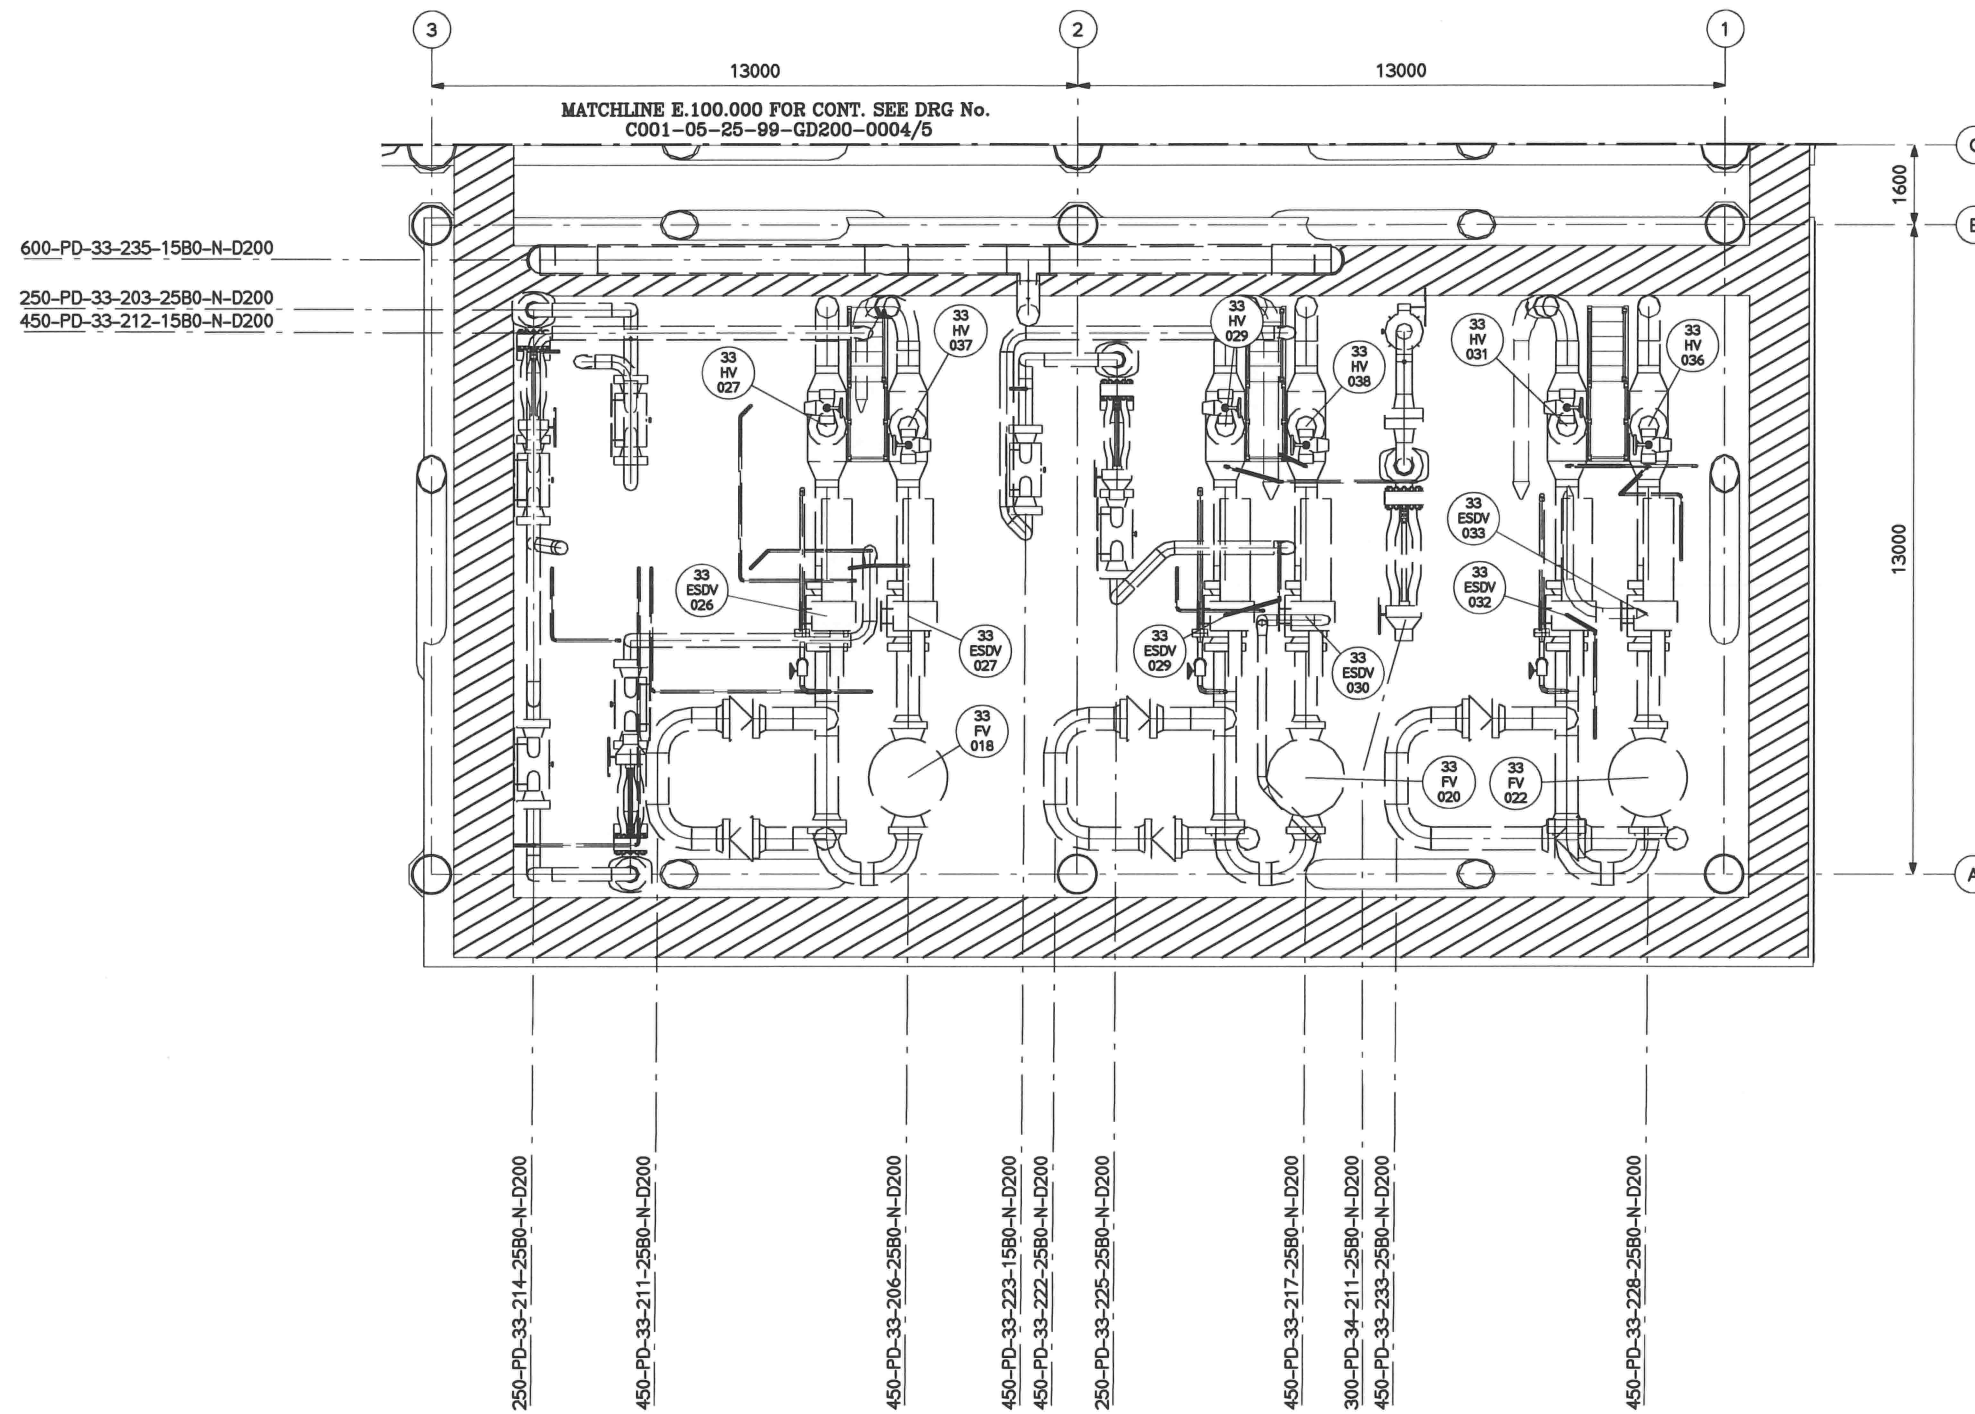 3
2
1
13000
13000
MATCHLINE E.100.000 FOR CONT. SEE DRG No.
C001-05-25-99-GD200-0004/5
1600
600-PD-33-235-15B0-N-D200
250-PD-33-203-25B0-N-D200
450-PD-33-212-15B0-N-D200
33
HV
027
33
HV
037
33
HV
029
33
HV
038
33
HV
031
33
HV
036
13000
33
ESDV
033
33
ESDV
026
33
ESDV
032
33
ESDV
027
33
ESDV
029
33
ESDV
030
33
FV
018
33
FV
020
33
FV
022
A
250-PD-33-214-25B0-N-D200
450-PD-33-211-25B0-N-D200
450-PD-33-206-25B0-N-D200
450-PD-33-223-15B0-N-D200
450-PD-33-222-25B0-N-D200
250-PD-33-225-25B0-N-D200
450-PD-33-217-25B0-N-D200
300-PD-34-211-25B0-N-D200
450-PD-33-233-25B0-N-D200
450-PD-33-228-25B0-N-D200